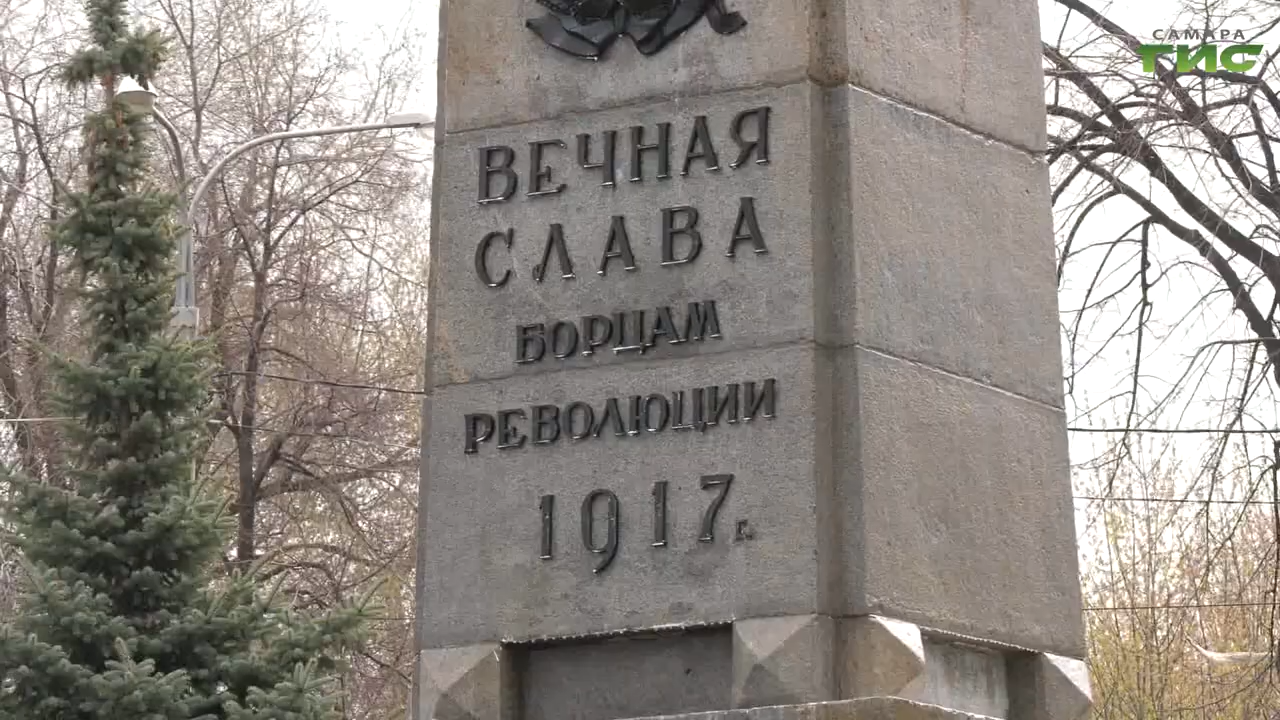 САМАРА
ГИС
ВЕЧНАЯ
СЛАВА
БОРЦАМ
РЕВОЛЮЦИИ
1917 г.